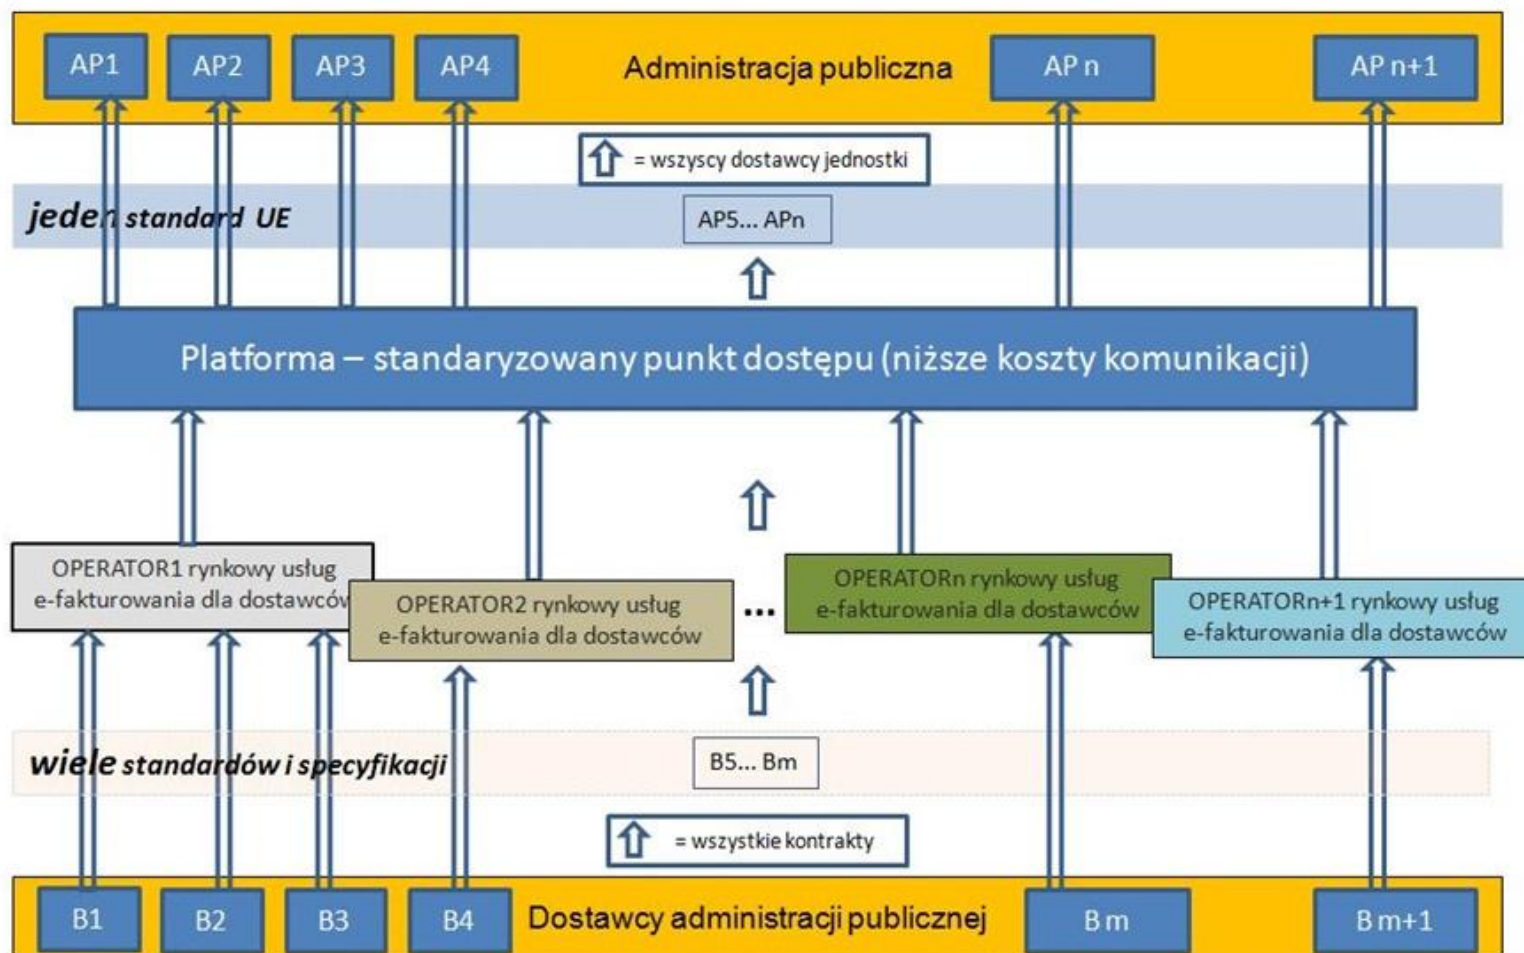 AP1 AP2 AP3 AP4 Administracja publiczna AP n AP n+1
= wszyscy dostawcy jednostki
jeden standard UE
AP5... APn
Platforma – standaryzowany punkt dostępu (niższe koszty komunikacji)
OPERATOR1 rynkowy usług
e-fakturowania dla dostawców
OPERATOR2 rynkowy usług
e-fakturowania dla dostawców
...
OPERATORn rynkowy usług
e-fakturowania dla dostawców
OPERATORn+1 rynkowy usług
e-fakturowania dla dostawców
wiele standardów i specyfikacji
B5... Bm
= wszystkie kontrakty
B1 B2 B3 B4 Dostawcy administracji publicznej B m B m+1